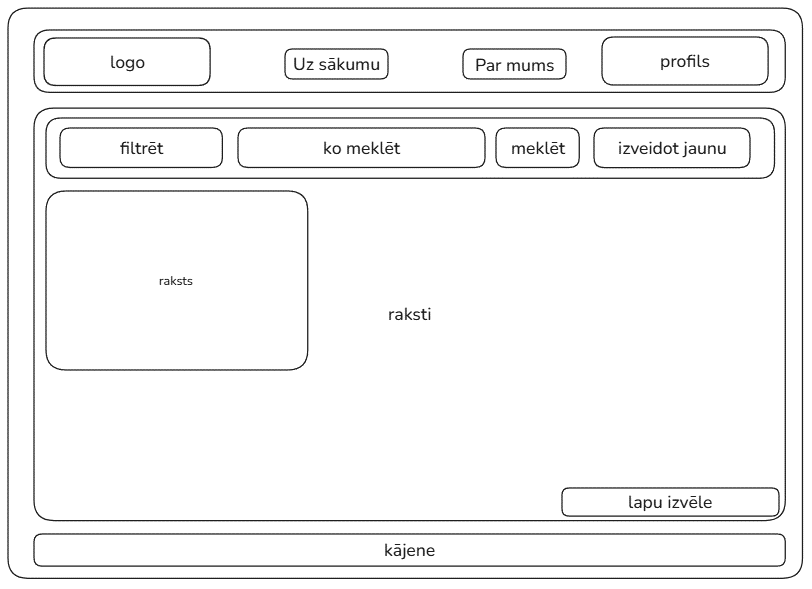 logo
Uz sākumu
Par mums
profils
filtrēt
ko meklēt
meklēt
izveidot jaunu
raksts
raksti
lapu izvēle
kājene